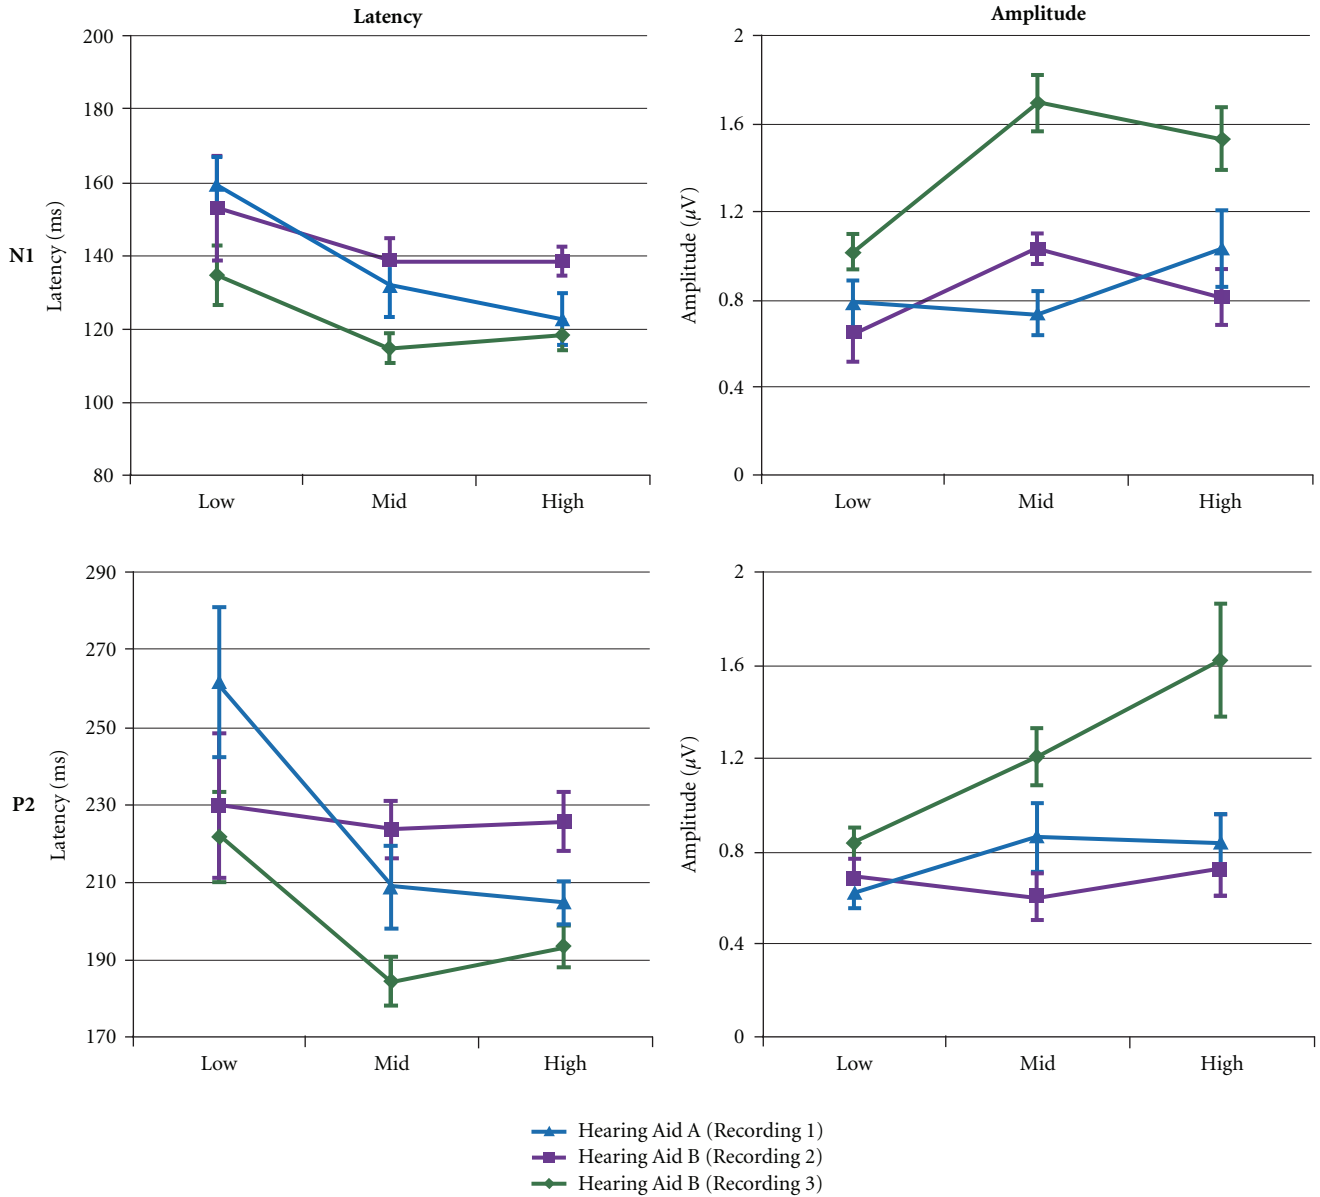 Latency
Amplitude
200
180
160
140
120
100
80
N1
Latency (ms)
Low Mid High
2
1.6
1.2
0.8
0.4
0
Amplitude (μV)
Low Mid High
290
270
250
230
210
190
170
P2
Latency (ms)
Low Mid High
2
1.6
1.2
0.8
0.4
0
Amplitude (μV)
Low Mid High
Hearing Aid A (Recording 1)
Hearing Aid B (Recording 2)
Hearing Aid B (Recording 3)